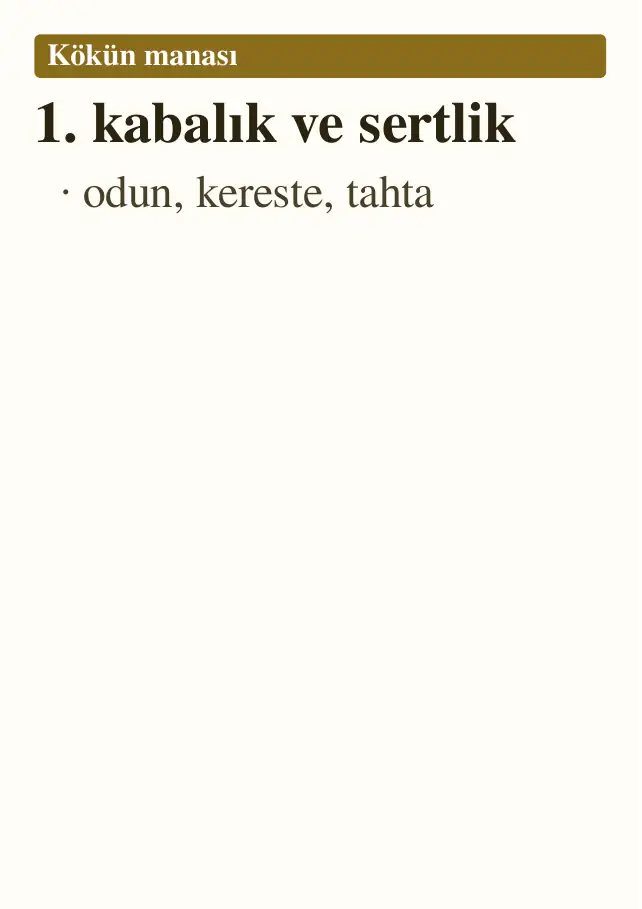 Kökün manası
1. kabalık ve sertlik
· odun, kereste, tahta